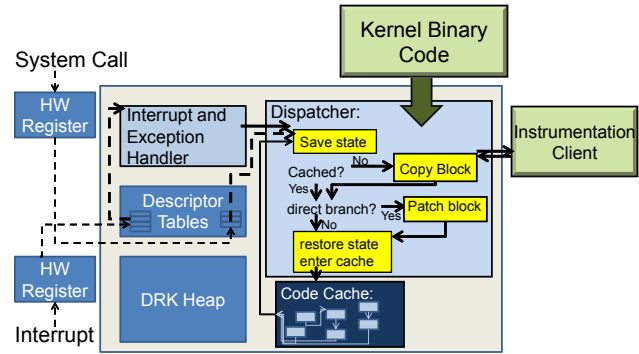 Kernel Binary
Code
System Call
HW
Register
Interrupt and
Exception
Handler
Dispatcher:
Save state
Instrumentation
Client
No
Cached?
Copy Block
Yes
Descriptor
Tables
direct branch?
Yes
Patch block
No
restore state
enter cache
HW
Register
DRK Heap
Code Cache:
Interrupt